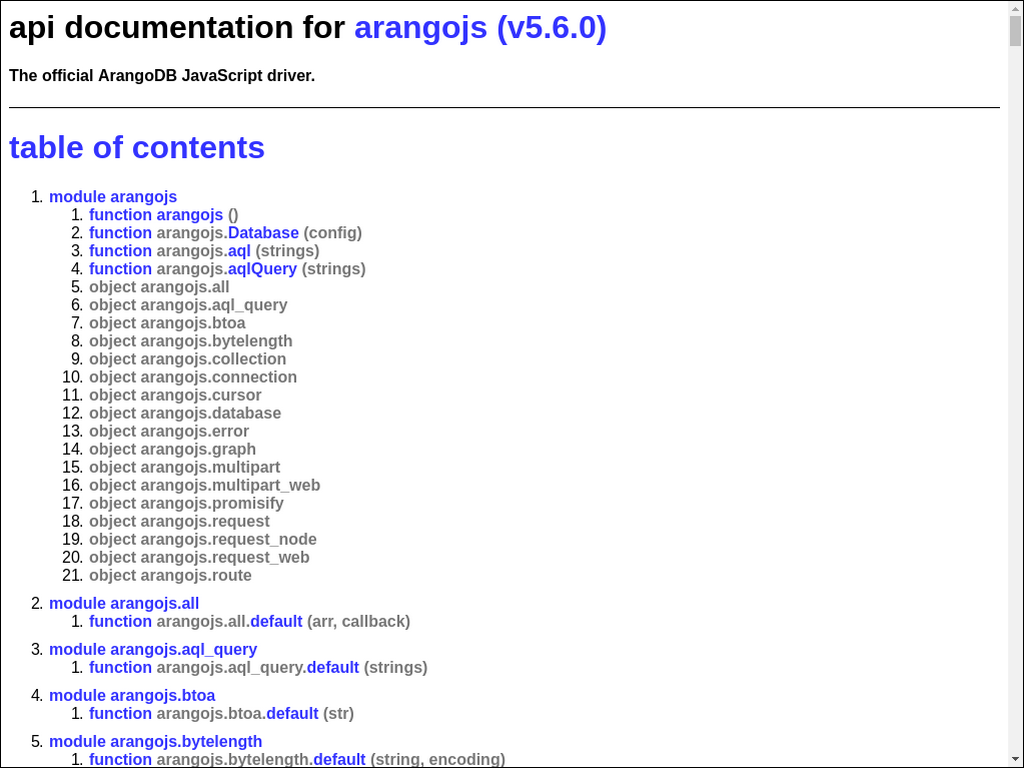 api documentation for arangojs (v5.6.0)
The official ArangoDB JavaScript driver.
table of contents
1. module arangojs
1. function arangojs ()
2. function arangojs.Database (config)
3. function arangojs.aql (strings)
4. function arangojs.aqlQuery (strings)
5. object arangojs.all
6. object arangojs.aql_query
7. object arangojs.btoa
8. object arangojs.bytelength
9. object arangojs.collection
10. object arangojs.connection
11. object arangojs.cursor
12. object arangojs.database
13. object arangojs.error
14. object arangojs.graph
15. object arangojs.multipart
16. object arangojs.multipart_web
17. object arangojs.promisify
18. object arangojs.request
19. object arangojs.request_node
20. object arangojs.request_web
21. object arangojs.route
2. module arangojs.all
1. function arangojs.all.default (arr, callback)
3. module arangojs.aql_query
1. function arangojs.aql_query.default (strings)
4. module arangojs.btoa
1. function arangojs.btoa.default (str)
5. module arangojs.bytelength
1. function arangojs.bytelength.default (string, encoding)